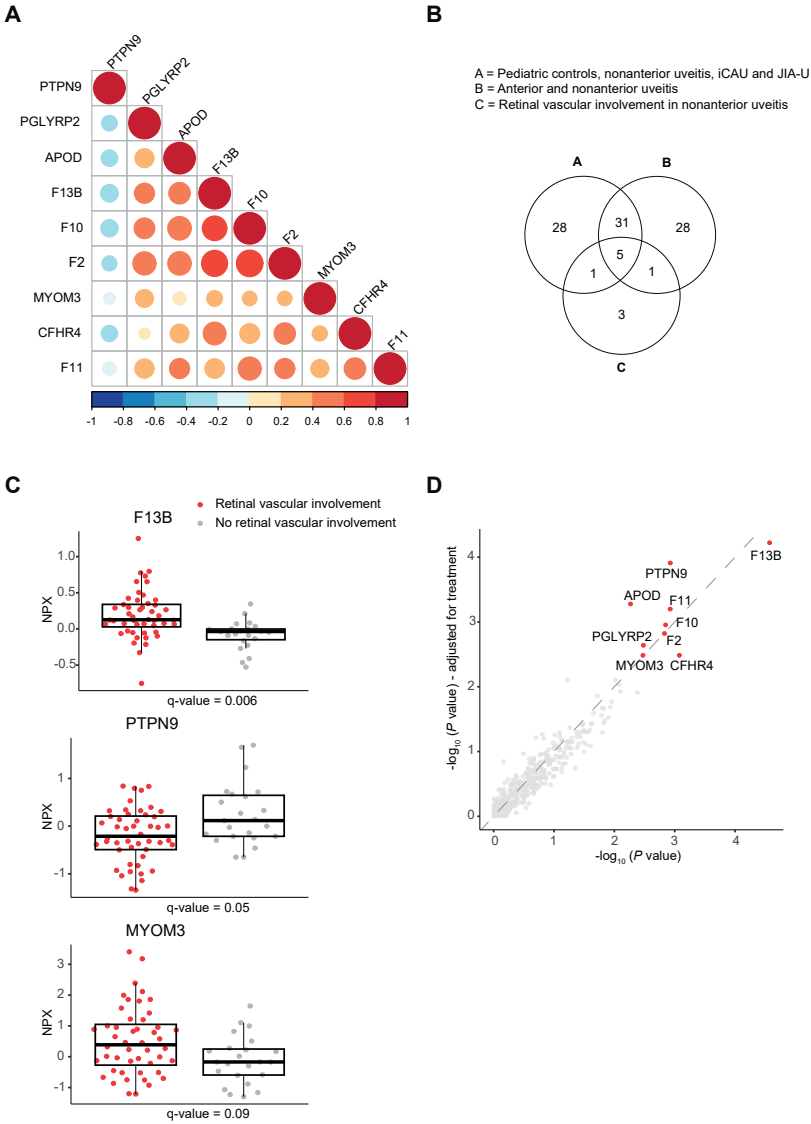 A
PTPN9
PGLYRP2
APOD
F13B
F10
F2
MYOM3
CFHR4
F11
PTPN9
PGLYRP2
APOD
F13B
F10
F2
MYOM3
CFHR4
F11
-1 -0.8 -0.6 -0.4 -0.2 0 0.2 0.4 0.6 0.8 1
B
A = Pediatric controls, nonanterior uveitis, iCAU and JIA-U
B = Anterior and nonanterior uveitis
C = Retinal vascular involvement in nonanterior uveitis
A B
28 31 28
5
1 1
3
C
C
Retinal vascular involvement
No retinal vascular involvement
F13B
NPX
1.0
0.5
0.0
-0.5
q-value = 0.006
PTPN9
NPX
1
0
-1
q-value = 0.05
MYOM3
NPX
3
2
1
0
-1
q-value = 0.09
D
-log10 (P value) - adjusted for treatment
4
3
2
1
0
F13B
PTPN9
APOD
F11
F10
PGLYRP2
F2
MYOM3
CFHR4
0 1 2 3 4
-log10 (P value)